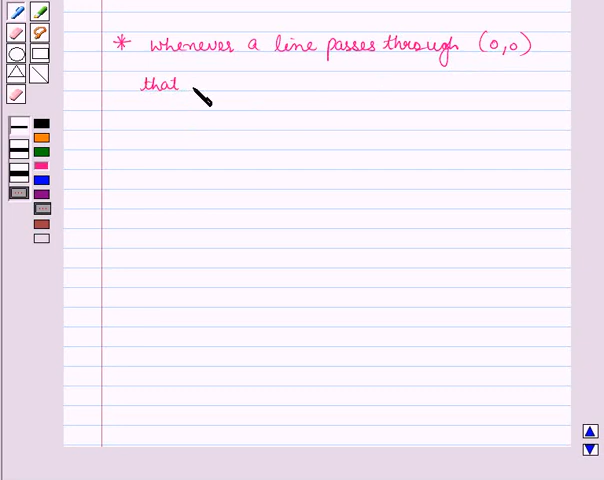 * whenever a line passes through (0,0)
that